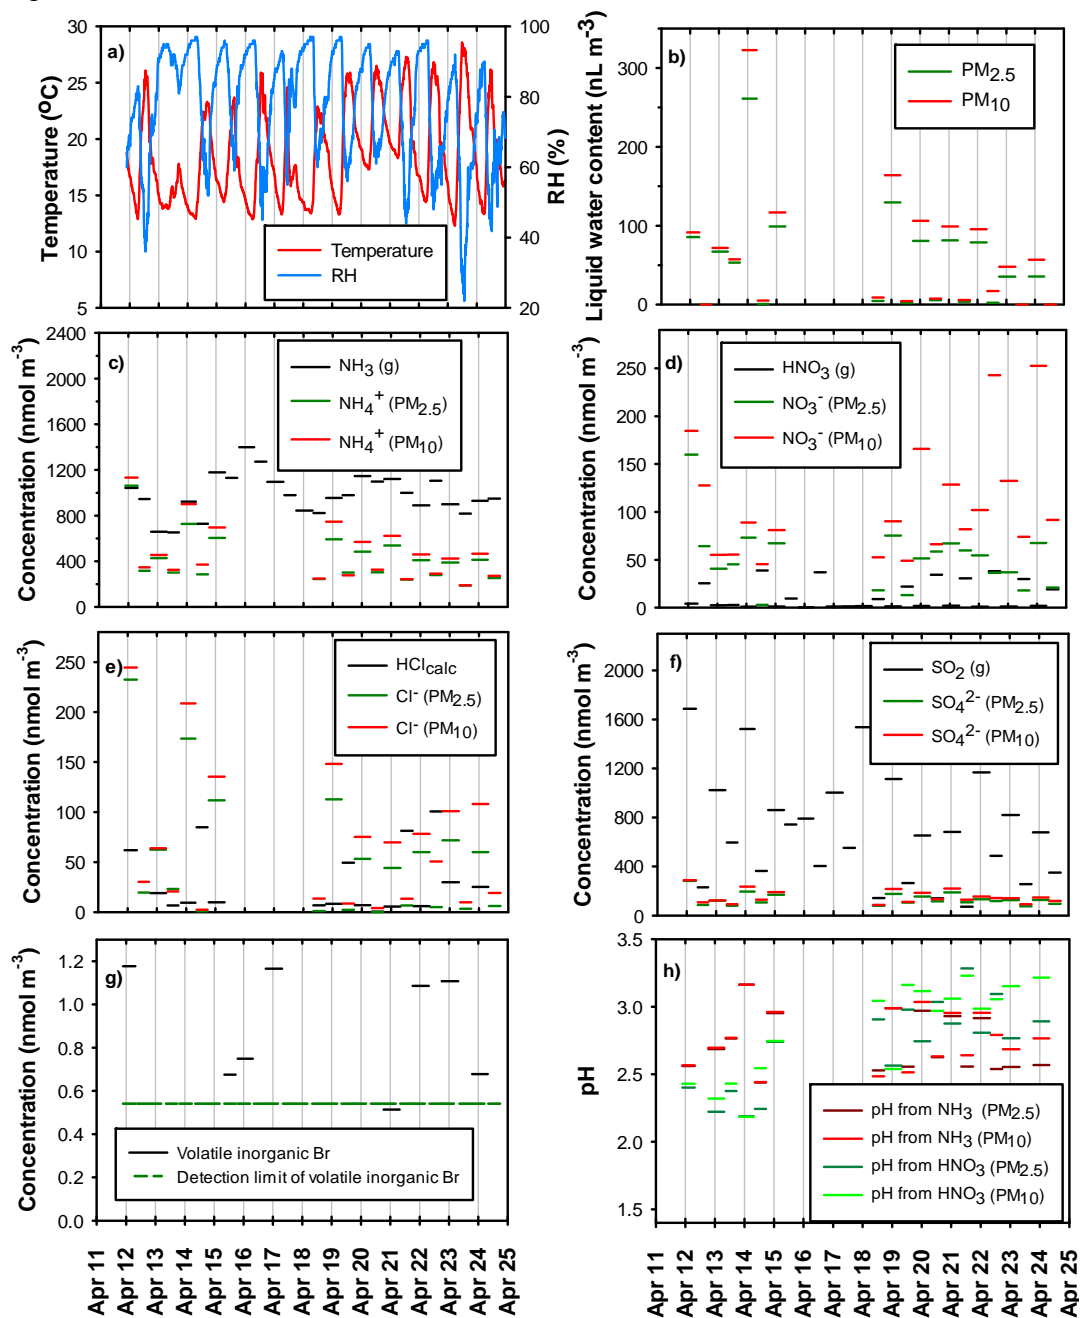 a)
30
25
20
15
10
5
Temperature (°C)
100
80
60
40
20
RH (%)
Temperature
RH
b)
300
200
100
0
Liquid water content (nL m-3)
PM2.5
PM10
c)
2400
2000
1600
1200
800
400
0
Concentration (nmol m-3)
NH3 (g)
NH4+ (PM2.5)
NH4+ (PM10)
d)
250
200
150
100
50
0
Concentration (nmol m-3)
HNO3 (g)
NO3- (PM2.5)
NO3- (PM10)
e)
250
200
150
100
50
0
Concentration (nmol m-3)
HClcalc
Cl- (PM2.5)
Cl- (PM10)
f)
2000
1600
1200
800
400
0
Concentration (nmol m-3)
SO2 (g)
SO42- (PM2.5)
SO42- (PM10)
g)
1.2
1.0
0.8
0.6
0.4
0.2
0.0
Concentration (nmol m-3)
Volatile inorganic Br
Detection limit of volatile inorganic Br
Apr 11
Apr 12
Apr 13
Apr 14
Apr 15
Apr 16
Apr 17
Apr 18
Apr 19
Apr 20
Apr 21
Apr 22
Apr 23
Apr 24
Apr 25
h)
3.5
3.0
2.5
2.0
1.5
pH
pH from NH3 (PM2.5)
pH from NH3 (PM10)
pH from HNO3 (PM2.5)
pH from HNO3 (PM10)
Apr 11
Apr 12
Apr 13
Apr 14
Apr 15
Apr 16
Apr 17
Apr 18
Apr 19
Apr 20
Apr 21
Apr 22
Apr 23
Apr 24
Apr 25